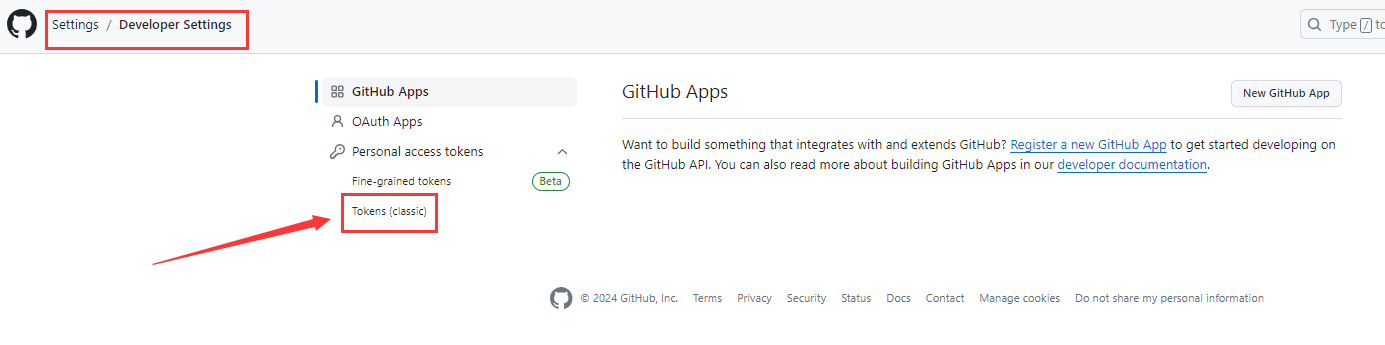 Settings / Developer Settings
Type / to
GitHub Apps
OAuth Apps
Personal access tokens
Fine-grained tokens Beta
Tokens (classic)
GitHub Apps
New GitHub App
Want to build something that integrates with and extends GitHub? Register a new GitHub App to get started developing on
the GitHub API. You can also read more about building GitHub Apps in our developer documentation.
© 2024 GitHub, Inc. Terms Privacy Security Status Docs Contact Manage cookies Do not share my personal information